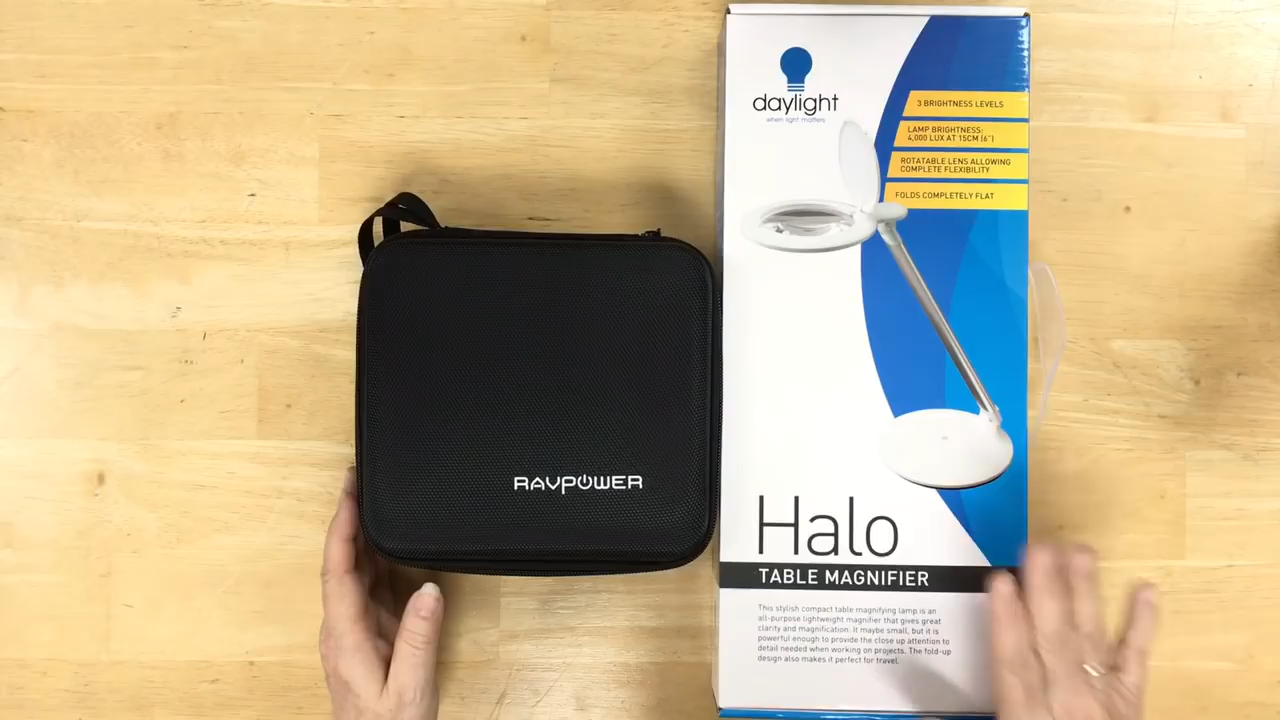 daylight
when light matters
3 BRIGHTNESS LEVELS
LAMP BRIGHTNESS:
4,000 LUX AT 15CM (6")
ROTATABLE LENS ALLOWING
COMPLETE FLEXIBILITY
FOLDS COMPLETELY FLAT
RAVPOWER
Halo
TABLE MAGNIFIER
This stylish compact table magnifying lamp is an
all-purpose lightweight magnifier that gives great
clarity and magnification. It maybe small, but it is
powerful enough to provide the close up attention to
detail needed when working on projects. The fold-up
design also makes it perfect for travel.